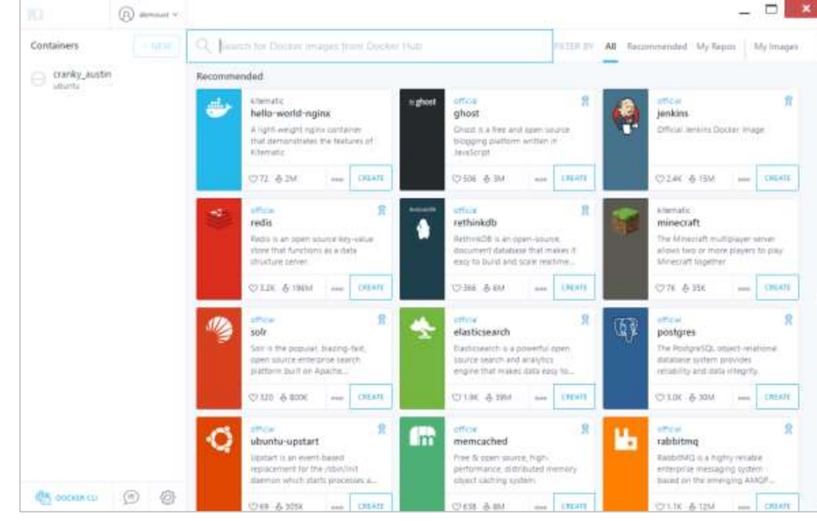 demouit
Containers
+ NEW
cranky_austin
ubuntu
Search for Docker images from Docker Hub
FILTER BY All Recommended My Repos My Images
Recommended
kitematic
hello-world-nginx
A light-weight nginx container
that demonstrates the features of
Kitematic
72 2M
CREATE
ghost
official
ghost
Ghost is a free and open source
blogging platform written in
JavaScript
506 3M
CREATE
official
jenkins
Official Jenkins Docker Image
2.4K 15M
CREATE
official
redis
Redis is an open source key-value
store that functions as a data
structure server.
3.2K 196M
CREATE
official
rethinkdb
RethinkDB is an open-source,
document database that makes it
easy to build and scale realtime...
366 6M
CREATE
kitematic
minecraft
The Minecraft multiplayer server
allows two or more players to play
Minecraft together
76 35K
CREATE
official
solr
Solr is the popular, blazing-fast,
open source enterprise search
platform built on Apache...
320 800K
CREATE
official
elasticsearch
Elasticsearch is a powerful open
source search and analytics
engine that makes data easy to...
1.9K 39M
CREATE
official
postgres
The PostgreSQL object-relational
database system provides
reliability and data integrity.
3.0K 30M
CREATE
official
ubuntu-upstart
Upstart is an event-based
replacement for the /sbin/init
daemon which starts processes a...
69 305K
CREATE
official
memcached
Free & open source, high-
performance, distributed memory
object caching system.
638 8M
CREATE
official
rabbitmq
RabbitMQ is a highly reliable
enterprise messaging system
based on the emerging AMQP...
1.1K 12M
CREATE
DOCKER CLI